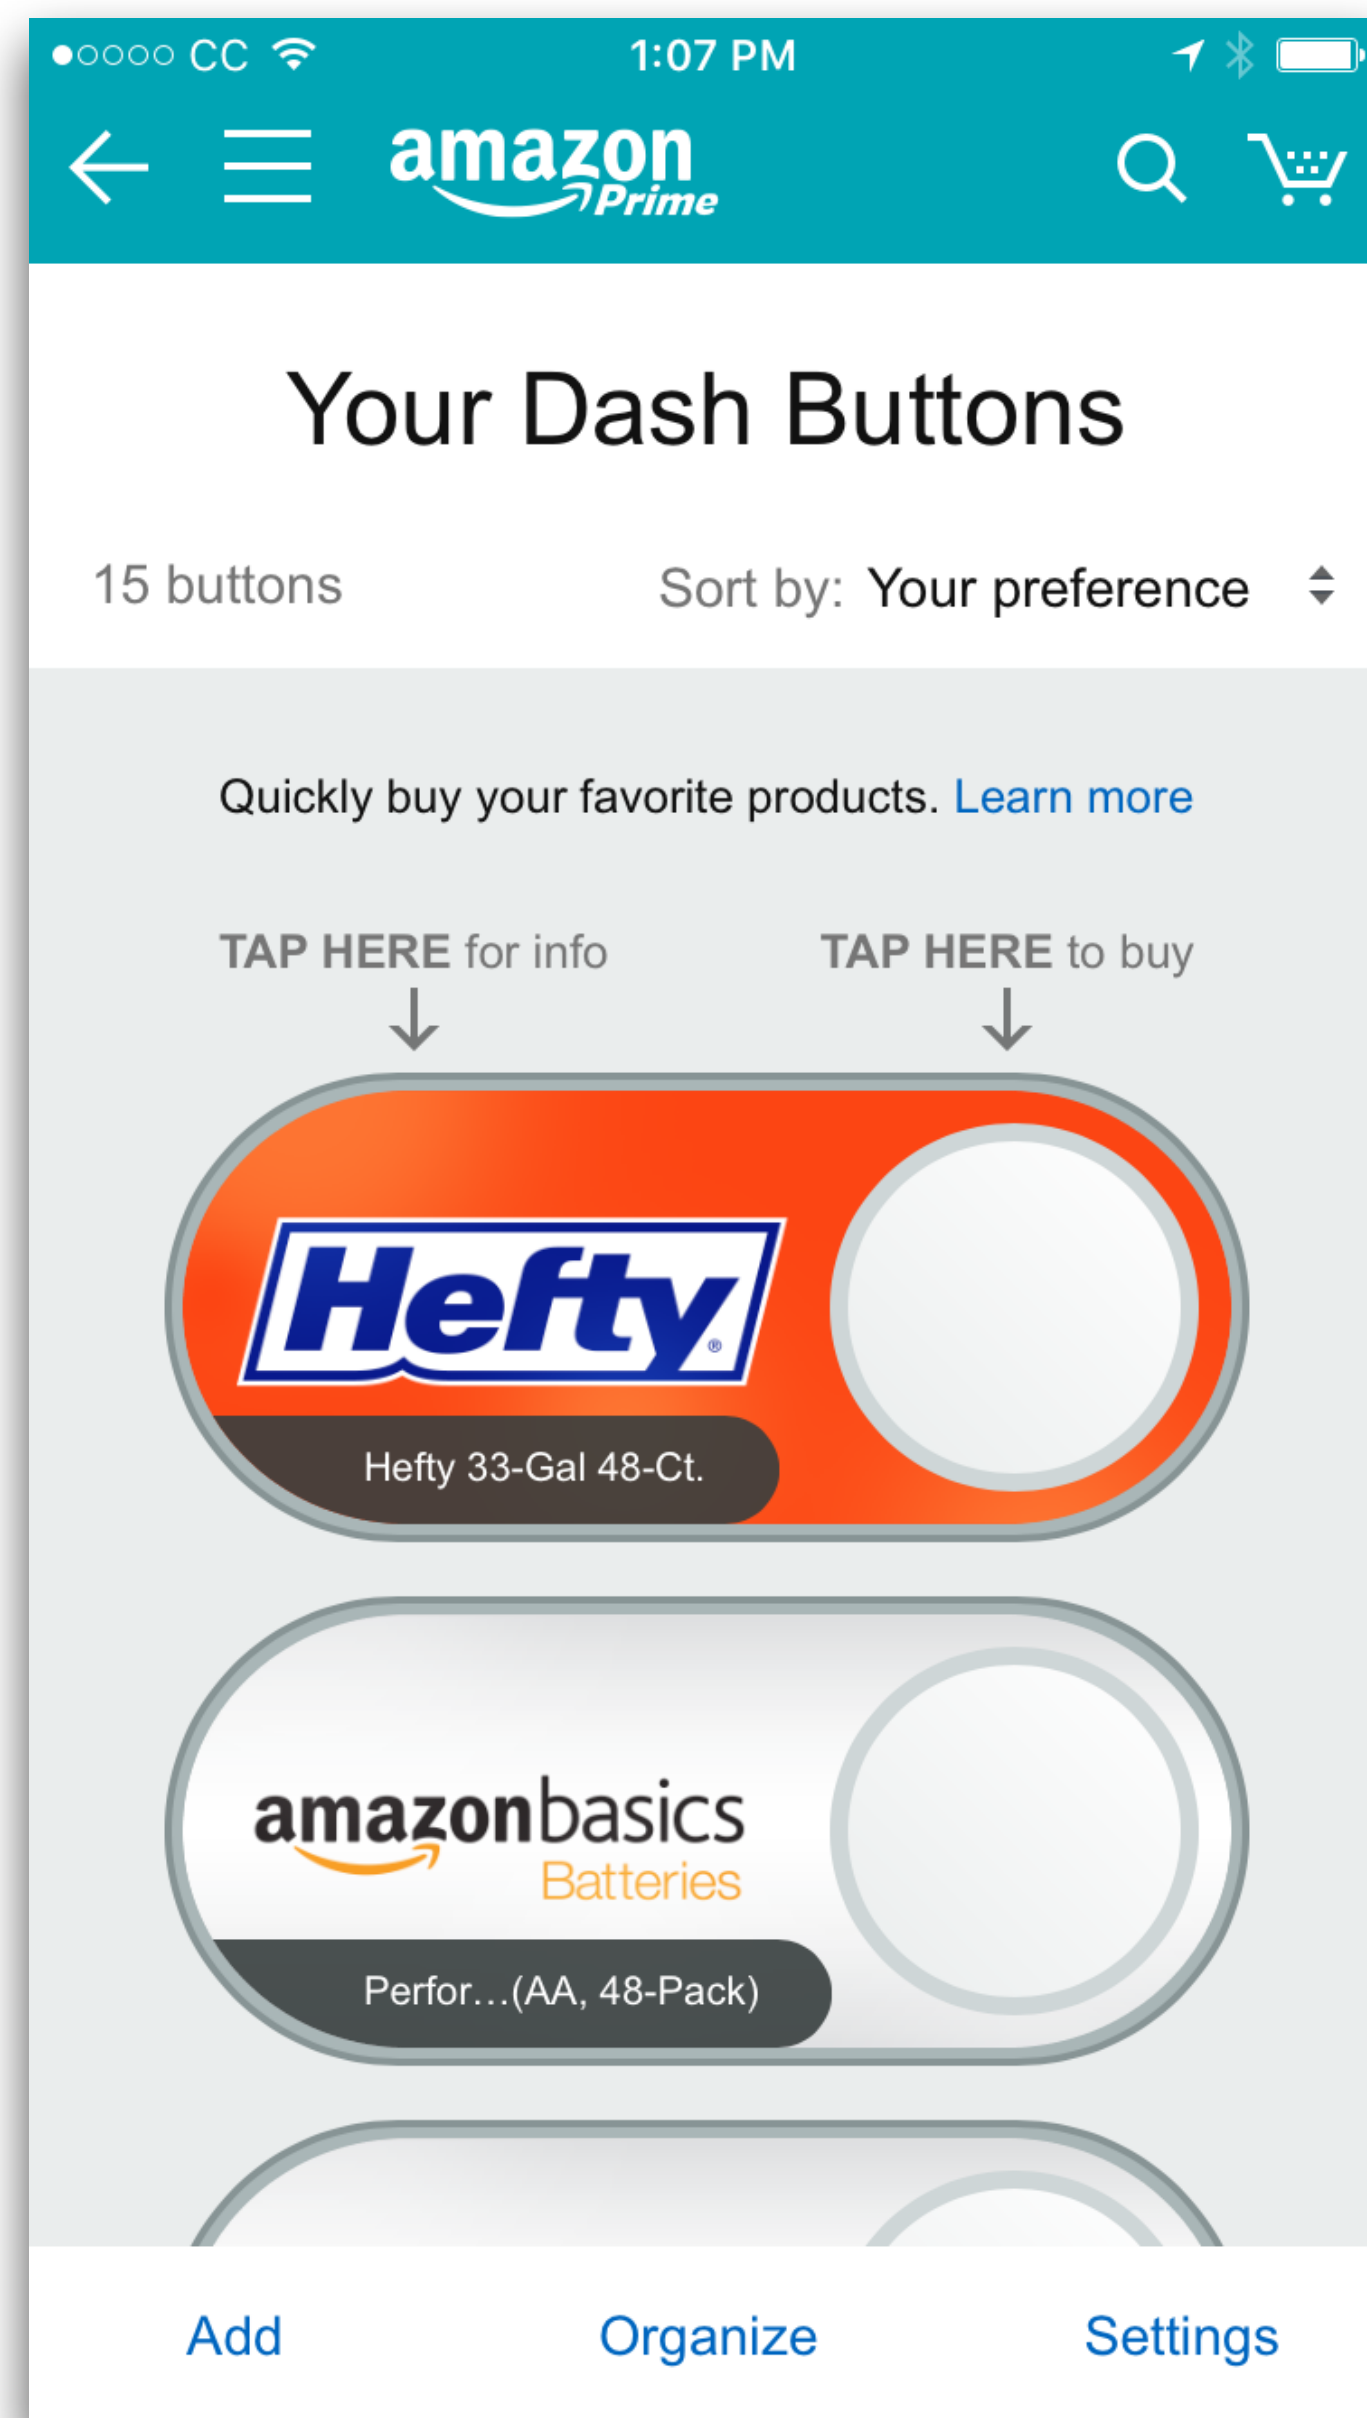 CC 1:07 PM
amazon
Prime
Your Dash Buttons
15 buttons Sort by: Your preference
Quickly buy your favorite products. Learn more
TAP HERE for info TAP HERE to buy
Hefty®
Hefty 33-Gal 48-Ct.
amazonbasics
Batteries
Perfor...(AA, 48-Pack)
Add Organize Settings